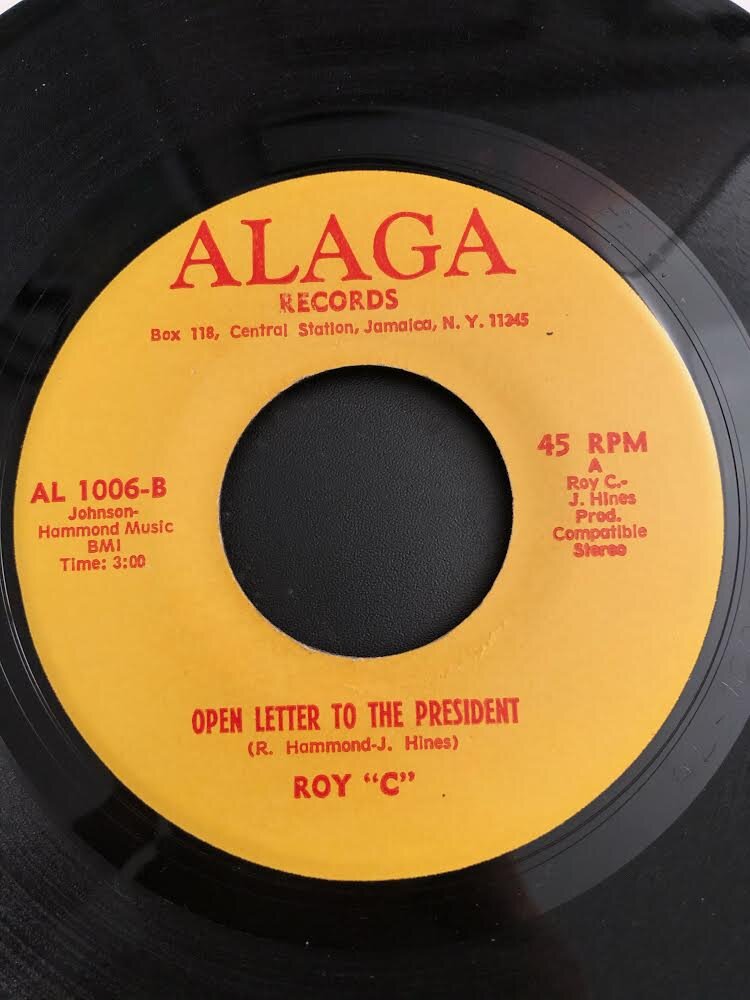 ALAGA
RECORDS
Box 118, Central Station, Jamaica, N. Y. 11345
AL 1006-B
Johnson-
Hammond Music
BMI
Time: 3:00
45 RPM
A
Roy C.-
J. Hines
Prod.
Compatible
Stereo
OPEN LETTER TO THE PRESIDENT
(R. Hammond-J. Hines)
ROY "C"